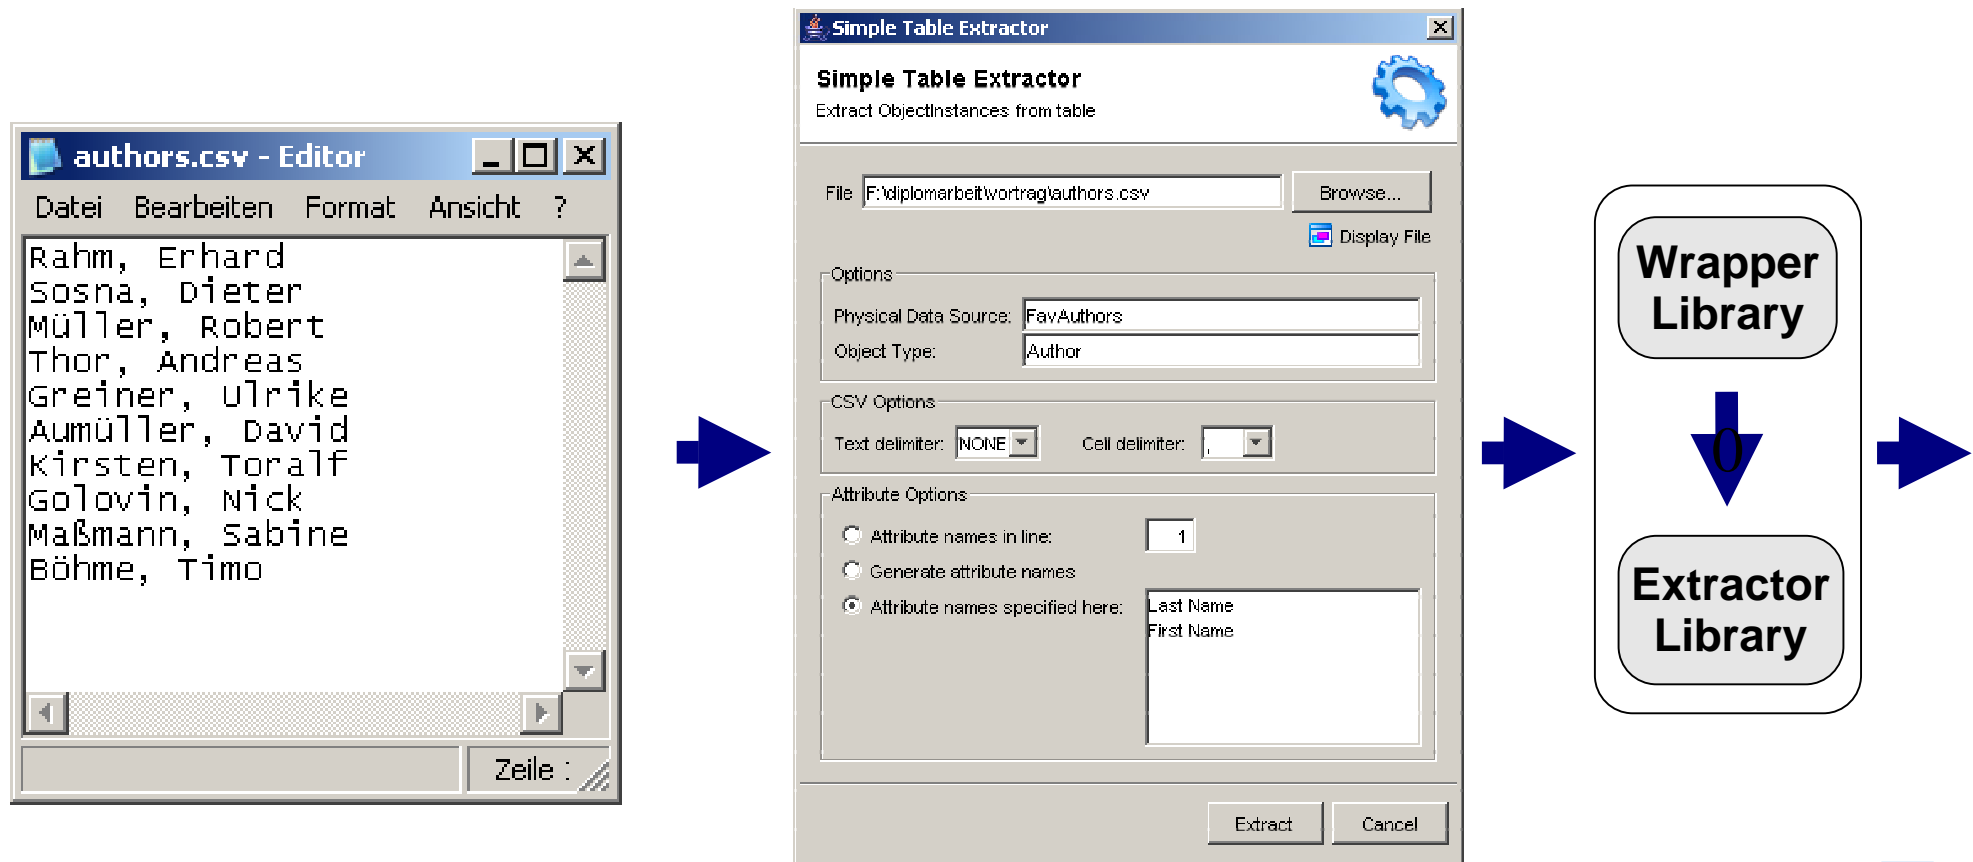 authors.csv - Editor
Datei Bearbeiten Format Ansicht ?
Rahm, Erhard
Sosna, Dieter
Müller, Robert
Thor, Andreas
Greiner, Ulrike
Aumüller, David
Kirsten, Toralf
Golovin, Nick
Maßmann, Sabine
Böhme, Timo
Zeile :
Simple Table Extractor
Simple Table Extractor
Extract ObjectInstances from table
File F:\diplomarbeit\vortrag\authors.csv Browse...
Display File
Options
Physical Data Source: FavAuthors
Object Type: Author
CSV Options
Text delimiter: NONE Cell delimiter: ,
Attribute Options
Attribute names in line: 1
Generate attribute names
Attribute names specified here: Last Name
First Name
Extract Cancel
Wrapper
Library
0
Extractor
Library